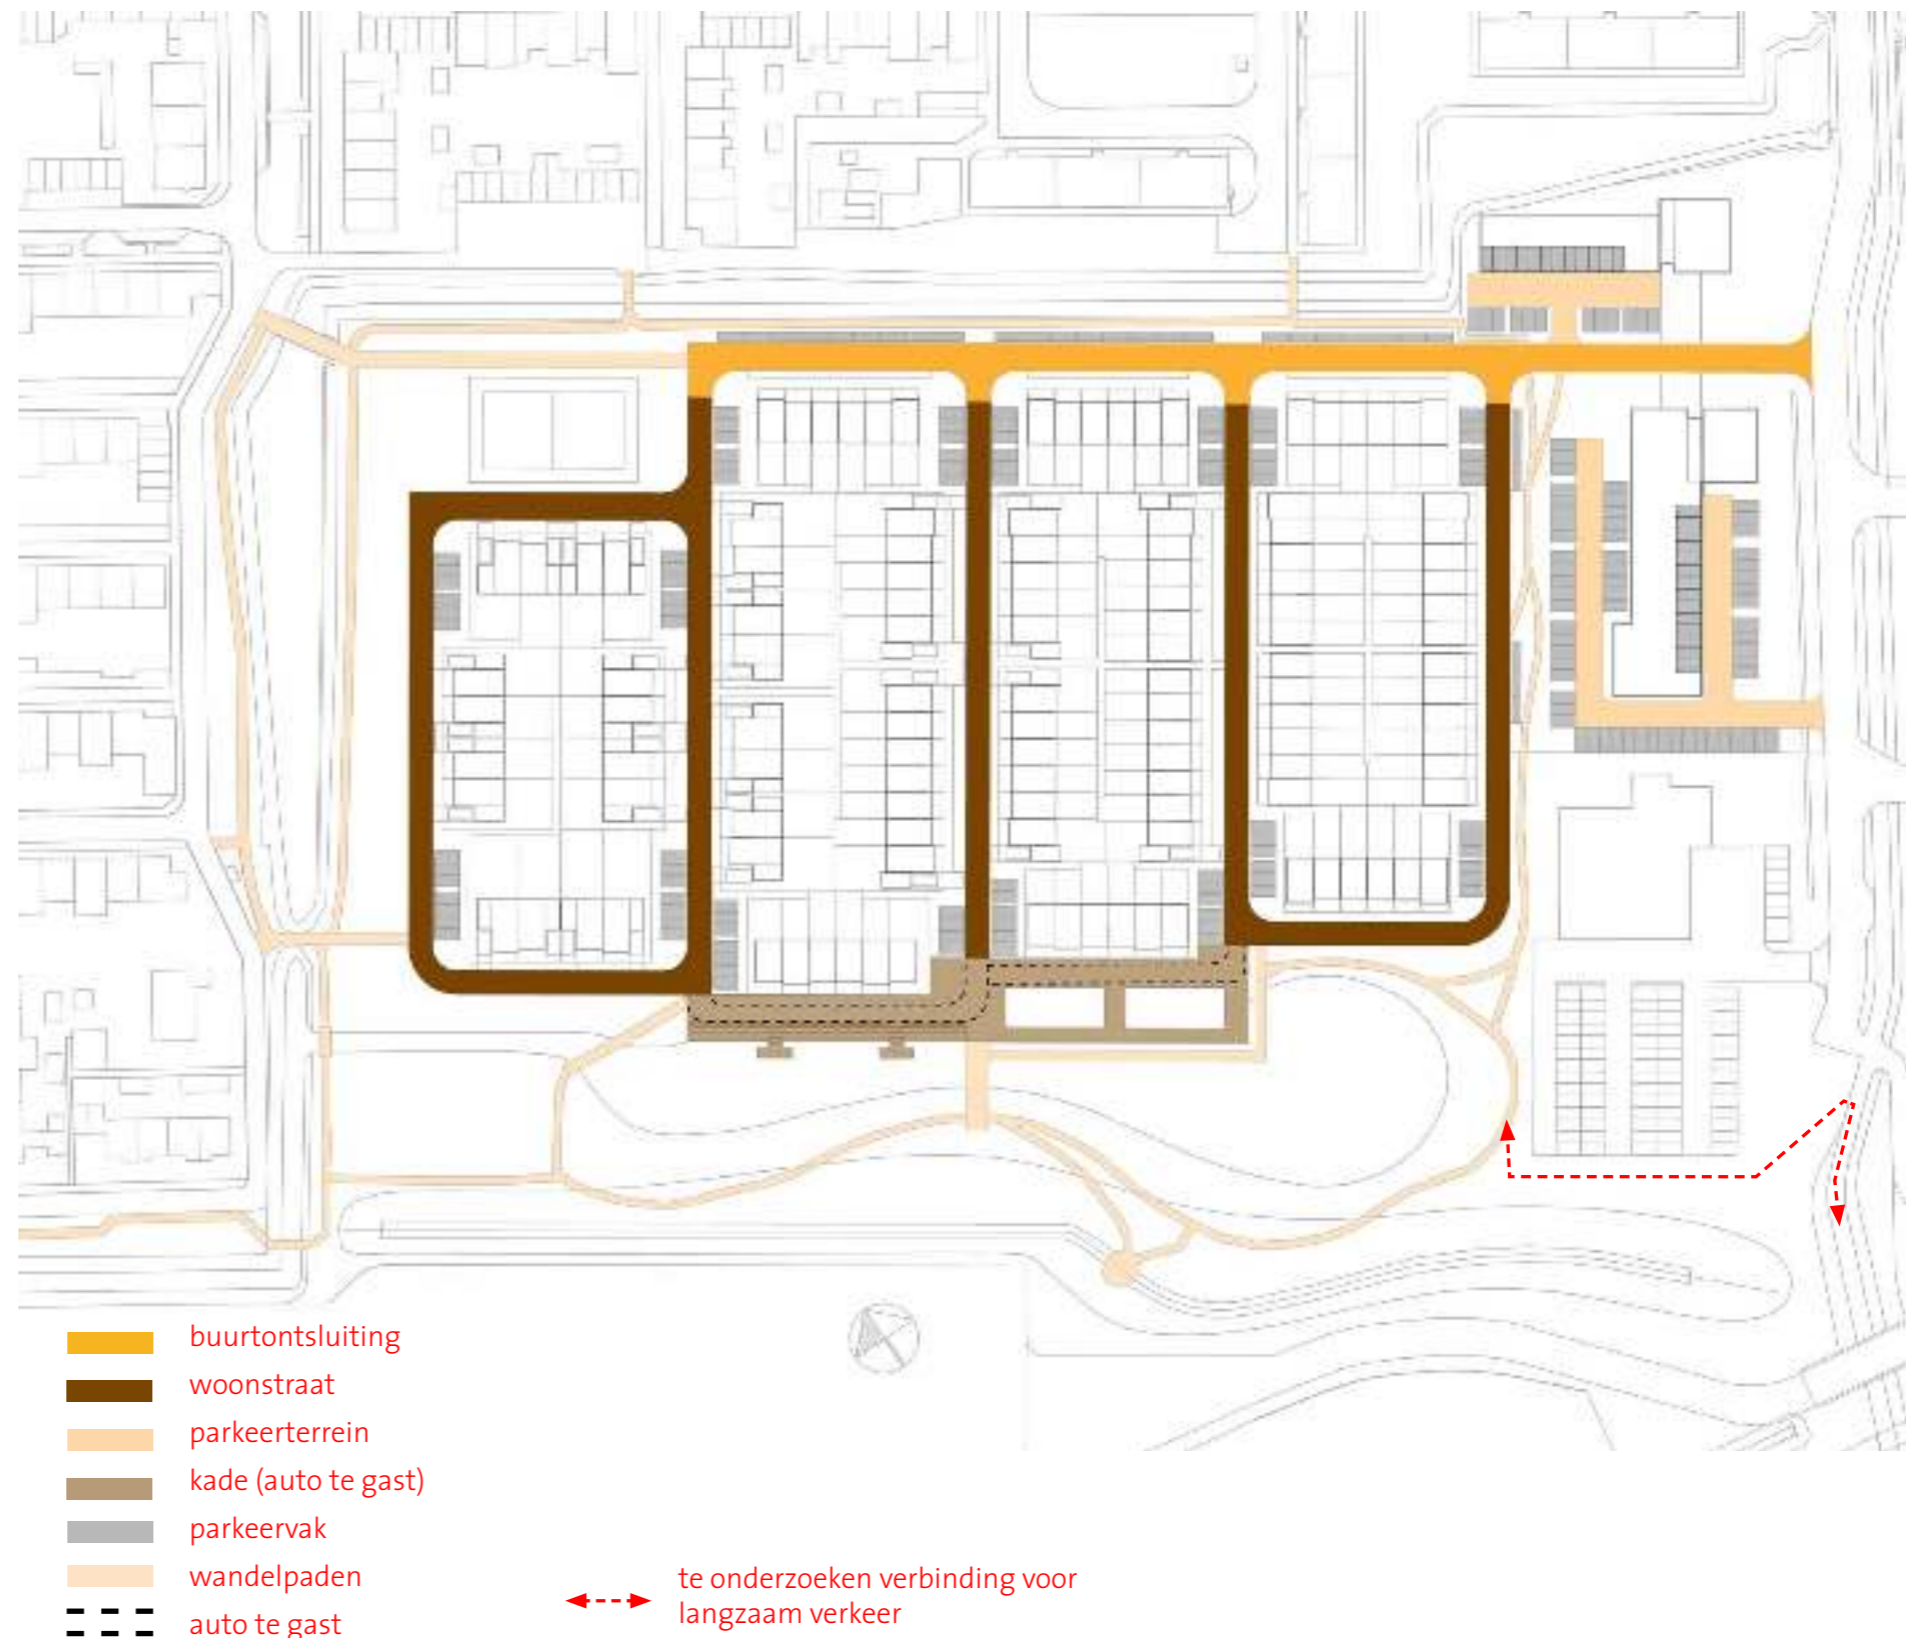 buurtontsluiting
woonstraat
parkeerterrein
kade (auto te gast)
parkeervak
wandelpaden
auto te gast
te onderzoeken verbinding voor
langzaam verkeer